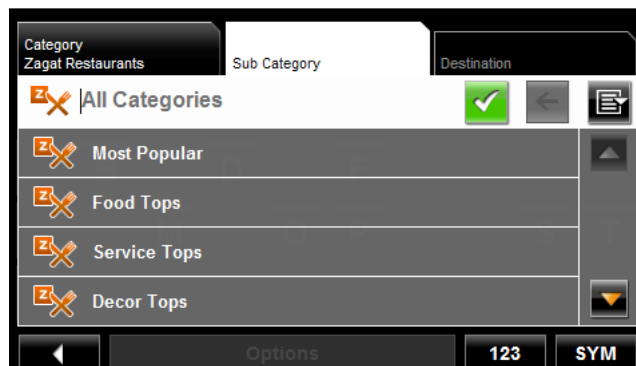 Category
Zagat Restaurants
Sub Category
Destination
Z All Categories
Z Most Popular
Z Food Tops
Z Service Tops
Z Decor Tops
Options
123
SYM